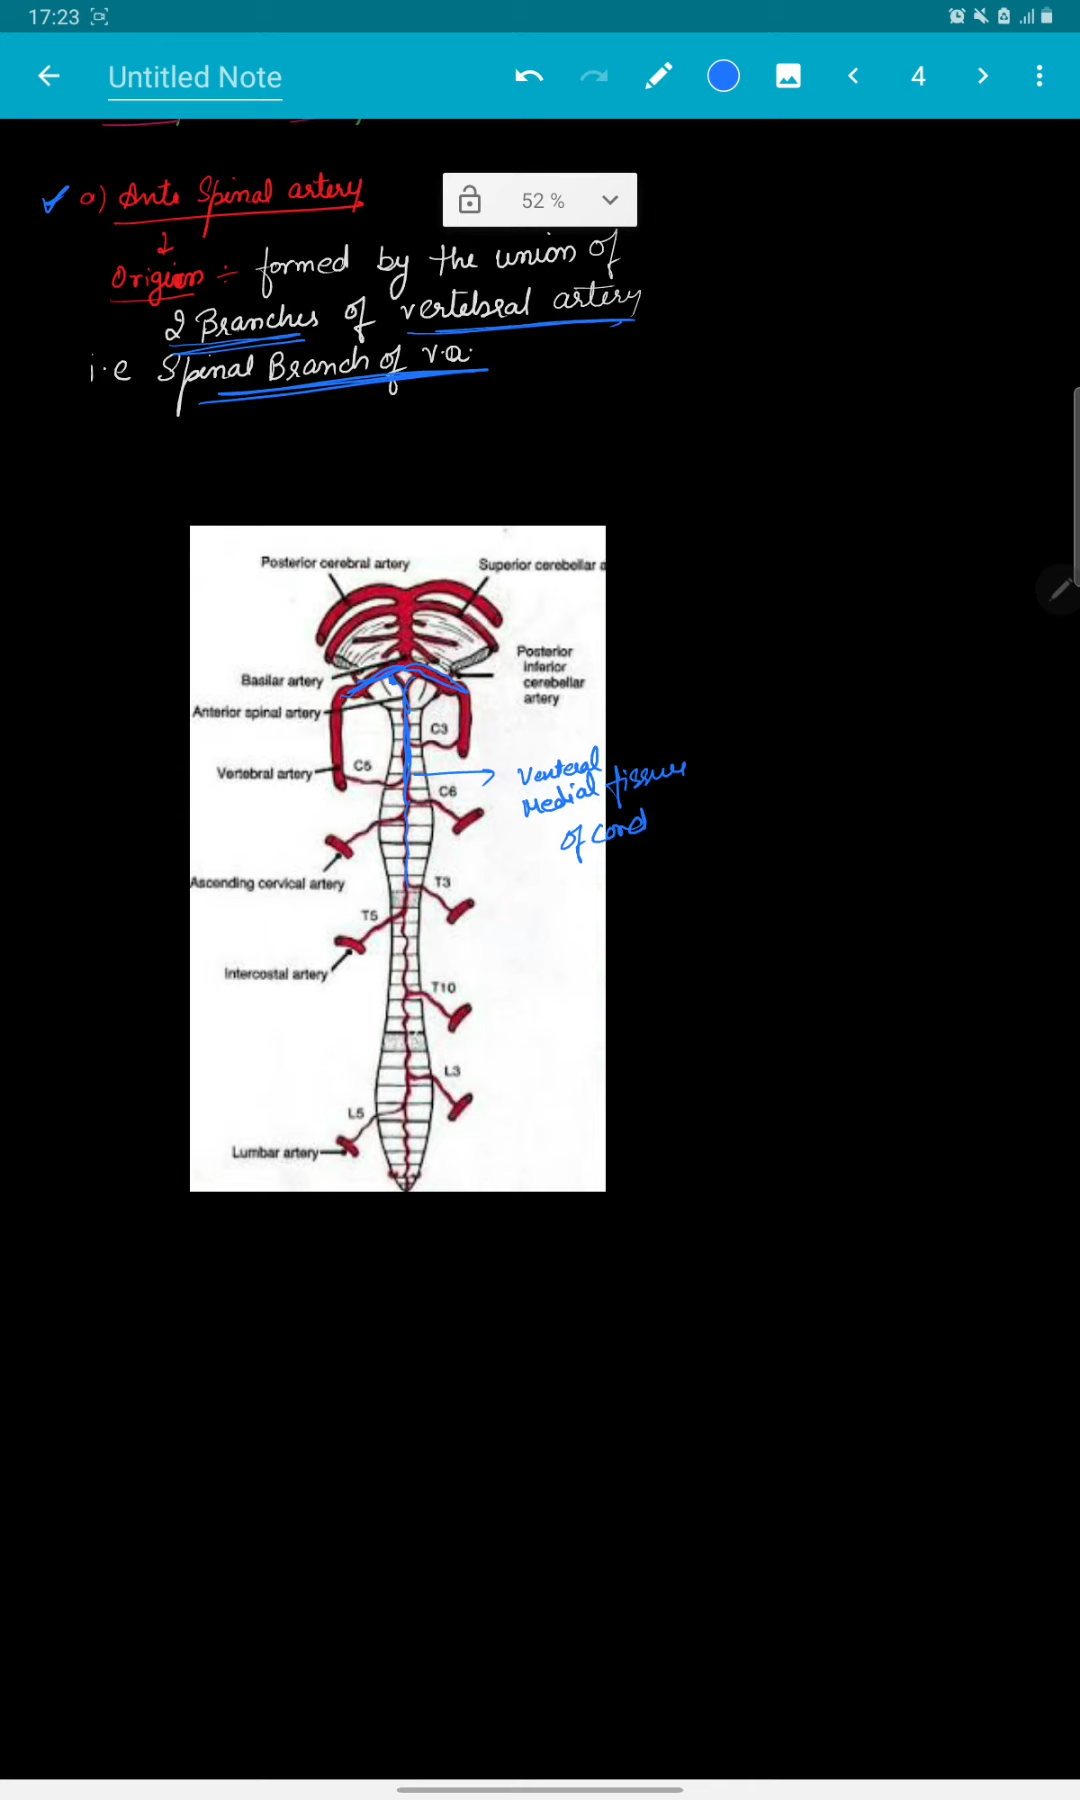 17:23
Untitled Note
4
a) Ante Spinal artery
52 %
Origion ÷ formed by the union of
2 Branches of vertebral artery
i.e Spinal Branch of v.a.
Posterior cerebral artery
Superior cerebellar a
Posterior
inferior
cerebellar
artery
Basilar artery
Anterior spinal artery
C3
Vertebral artery
C5
C6
Ventral
Medial fissure
of cord
Ascending cervical artery
T3
T5
Intercostal artery
T10
L3
L5
Lumbar artery